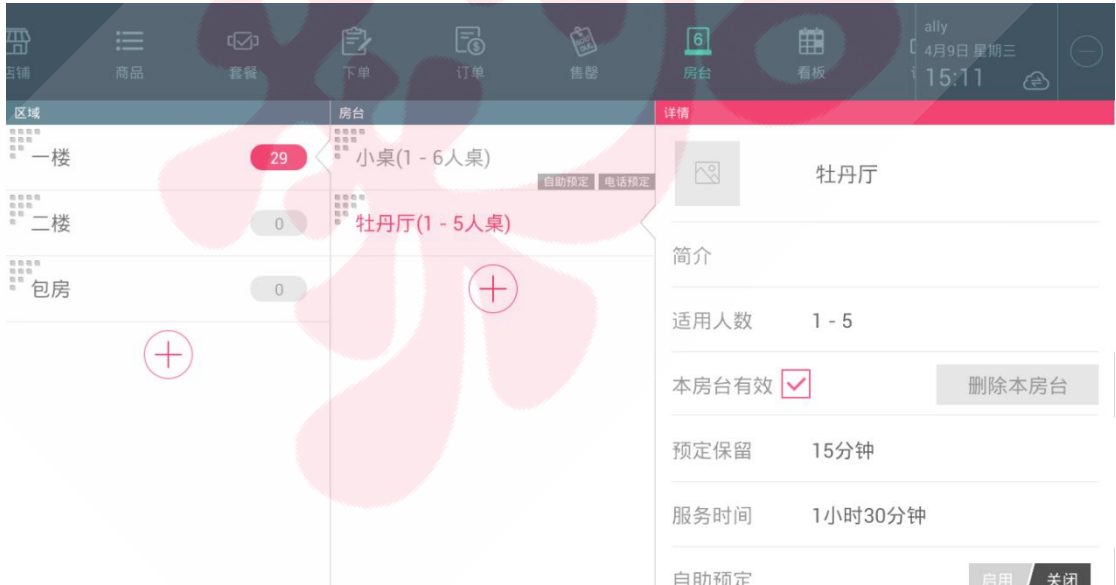 店铺 商品 套餐 下单 订单 售罄 6 房台 看板
ally
4月9日 星期三
15:11
区域
一楼 29
二楼 0
包房 0
房台
小桌(1 - 6人桌)
自助预定 电话预定
牡丹厅(1 - 5人桌)
详情
牡丹厅
简介
适用人数 1 - 5
本房台有效 删除本房台
预定保留 15分钟
服务时间 1小时30分钟
自助预定 启用 关闭